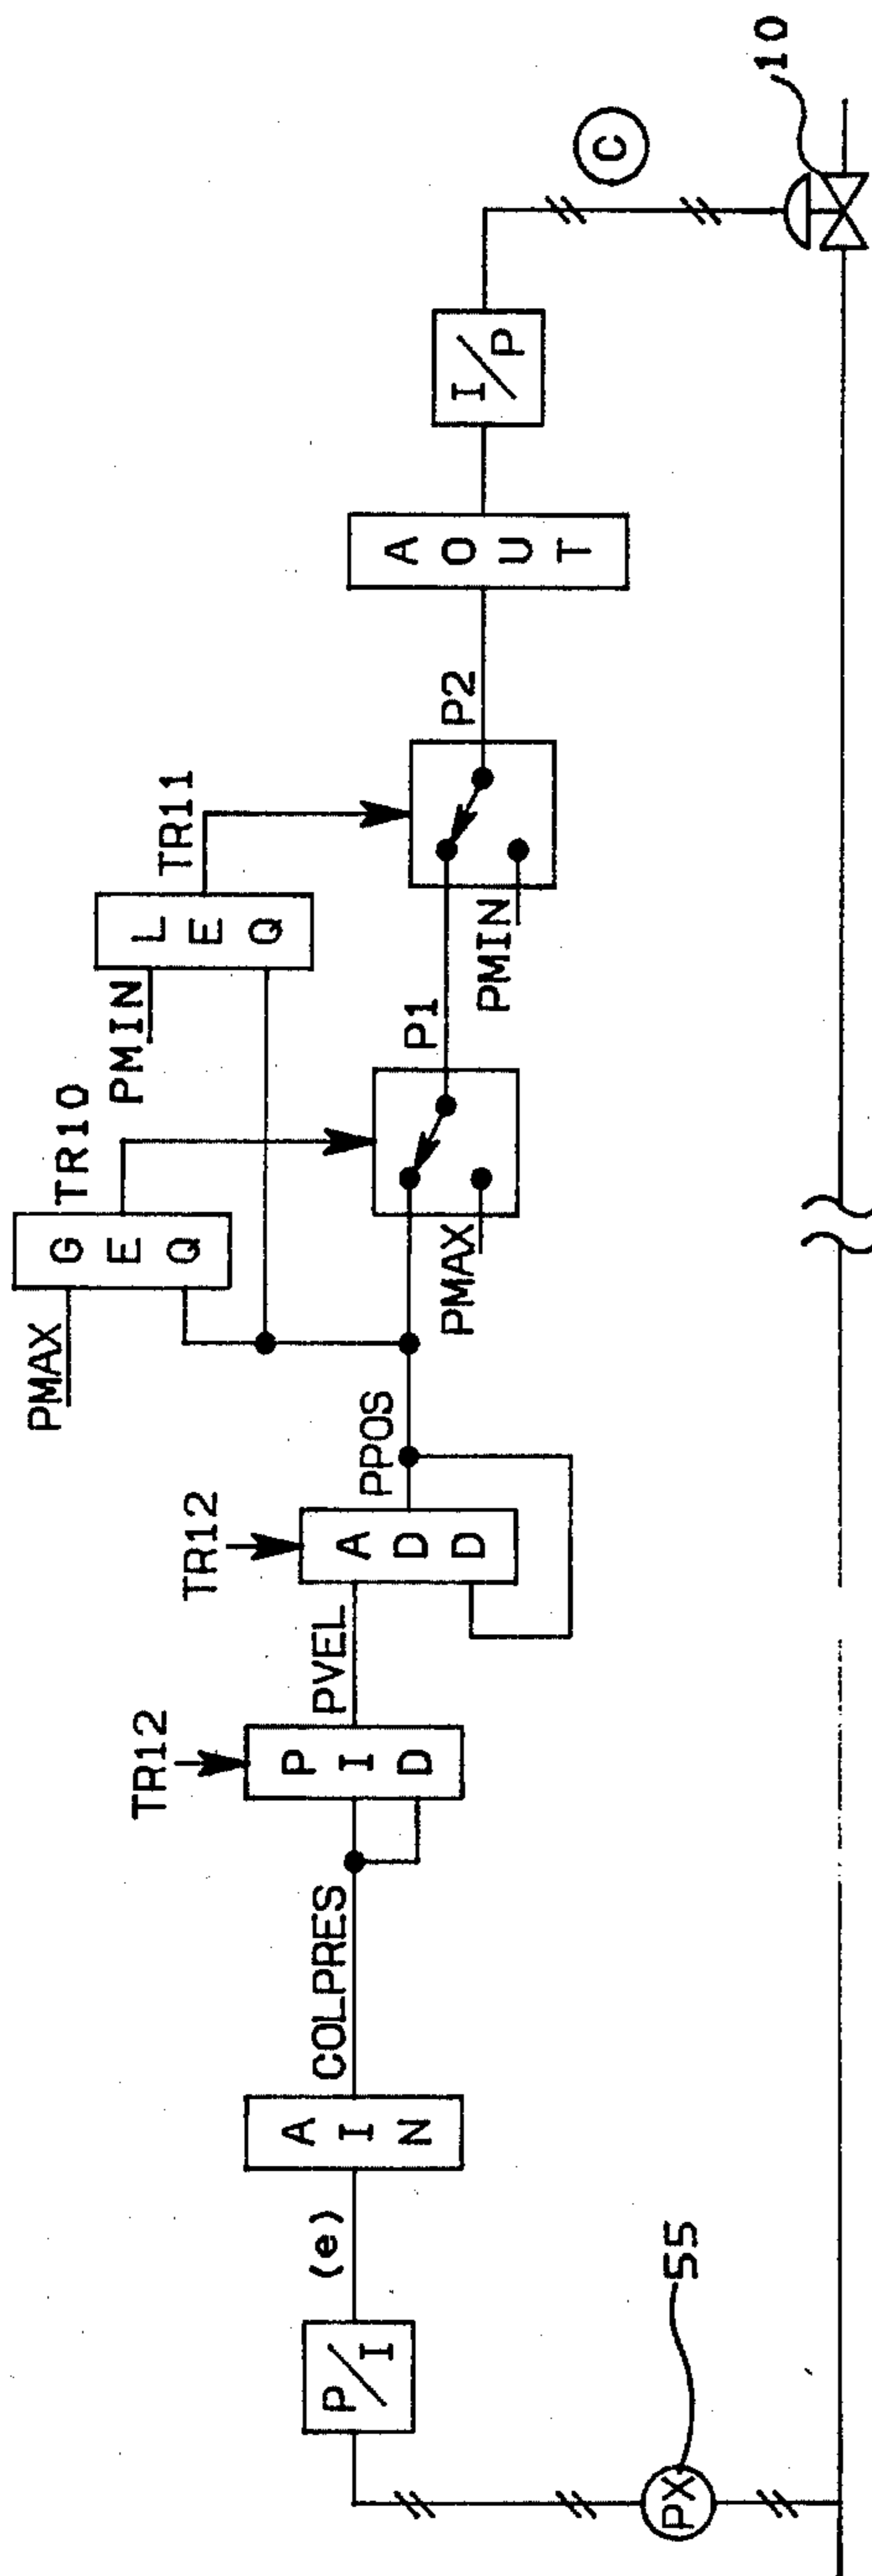 PX
55
P/I
(e)
AIN
COLPRES
TR12
PID
PVEL
TR12
ADD
PPOS
PMAX
GEQ
TR10
PMAX
P1
PMIN
LEQ
TR11
PMIN
P2
AOUT
I/P
C
10